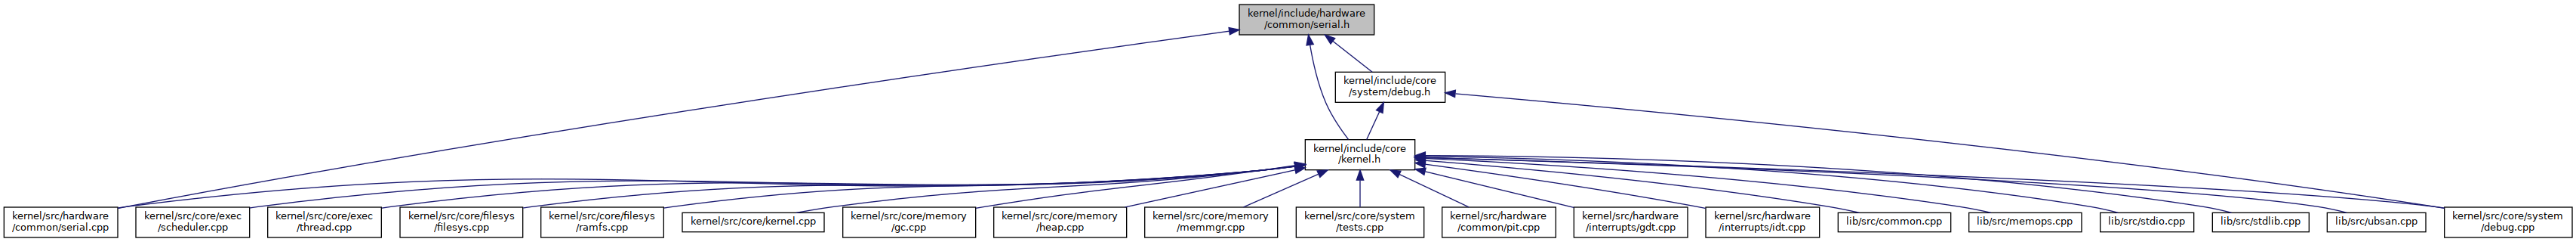 kernel/include/hardware
/common/serial.h
kernel/include/core
/system/debug.h
kernel/include/core
/kernel.h
kernel/src/hardware
/common/serial.cpp
kernel/src/core/exec
/scheduler.cpp
kernel/src/core/exec
/thread.cpp
kernel/src/core/filesys
/filesys.cpp
kernel/src/core/filesys
/ramfs.cpp
kernel/src/core/kernel.cpp
kernel/src/core/memory
/gc.cpp
kernel/src/core/memory
/heap.cpp
kernel/src/core/memory
/memmgr.cpp
kernel/src/core/system
/tests.cpp
kernel/src/hardware
/common/pit.cpp
kernel/src/hardware
/interrupts/gdt.cpp
kernel/src/hardware
/interrupts/idt.cpp
lib/src/common.cpp
lib/src/memops.cpp
lib/src/stdio.cpp
lib/src/stdlib.cpp
lib/src/ubsan.cpp
kernel/src/core/system
/debug.cpp